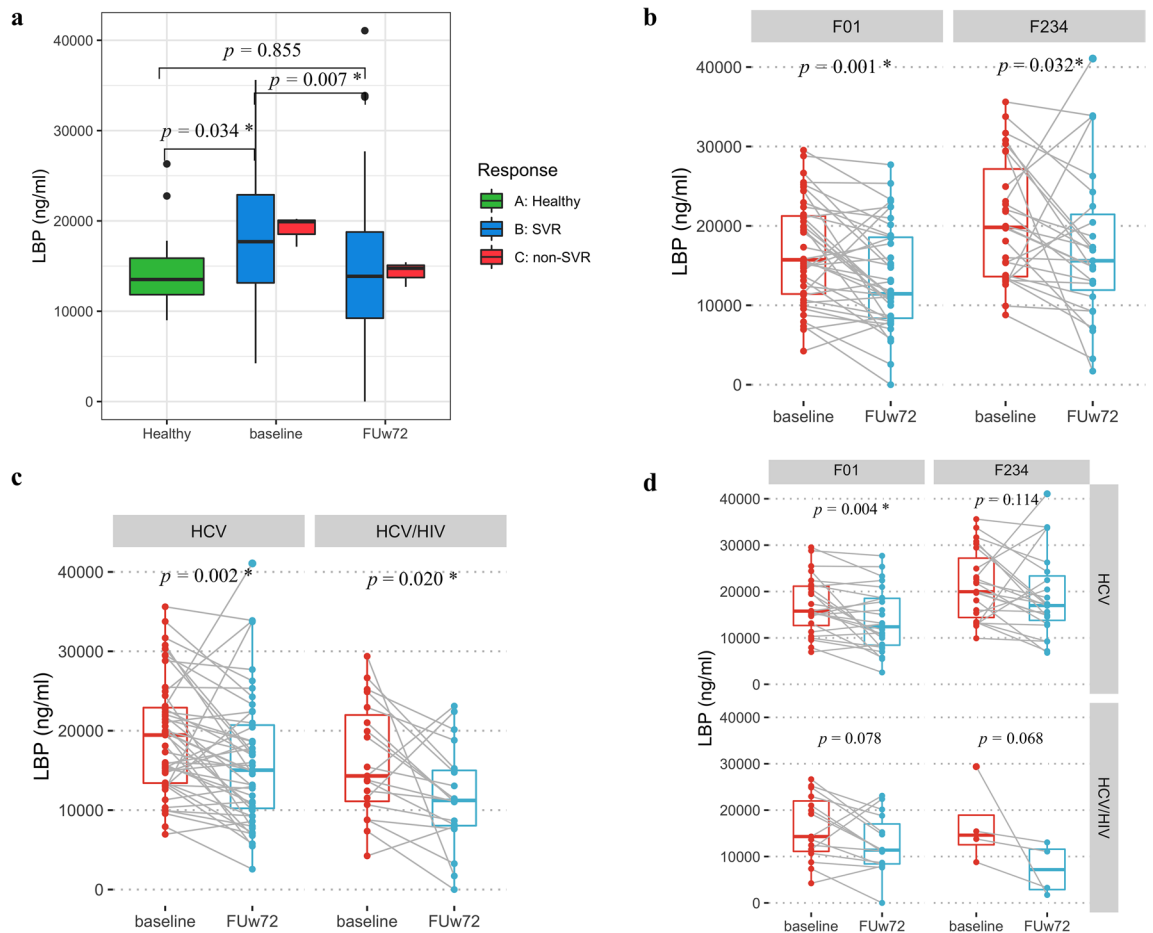 a
LBP (ng/ml)
40000
30000
20000
10000
0
p = 0.855
p = 0.007 *
p = 0.034 *
Healthy
baseline
FUw72
Response
A: Healthy
B: SVR
C: non-SVR
b
F01
F234
LBP (ng/ml)
40000
30000
20000
10000
0
p = 0.001 *
p = 0.032*
baseline
FUw72
baseline
FUw72
c
HCV
HCV/HIV
LBP (ng/ml)
40000
30000
20000
10000
0
p = 0.002 *
p = 0.020 *
baseline
FUw72
baseline
FUw72
d
F01
F234
LBP (ng/ml)
40000
30000
20000
10000
0
p = 0.004 *
p = 0.114
HCV
40000
30000
20000
10000
0
p = 0.078
p = 0.068
HCV/HIV
baseline
FUw72
baseline
FUw72